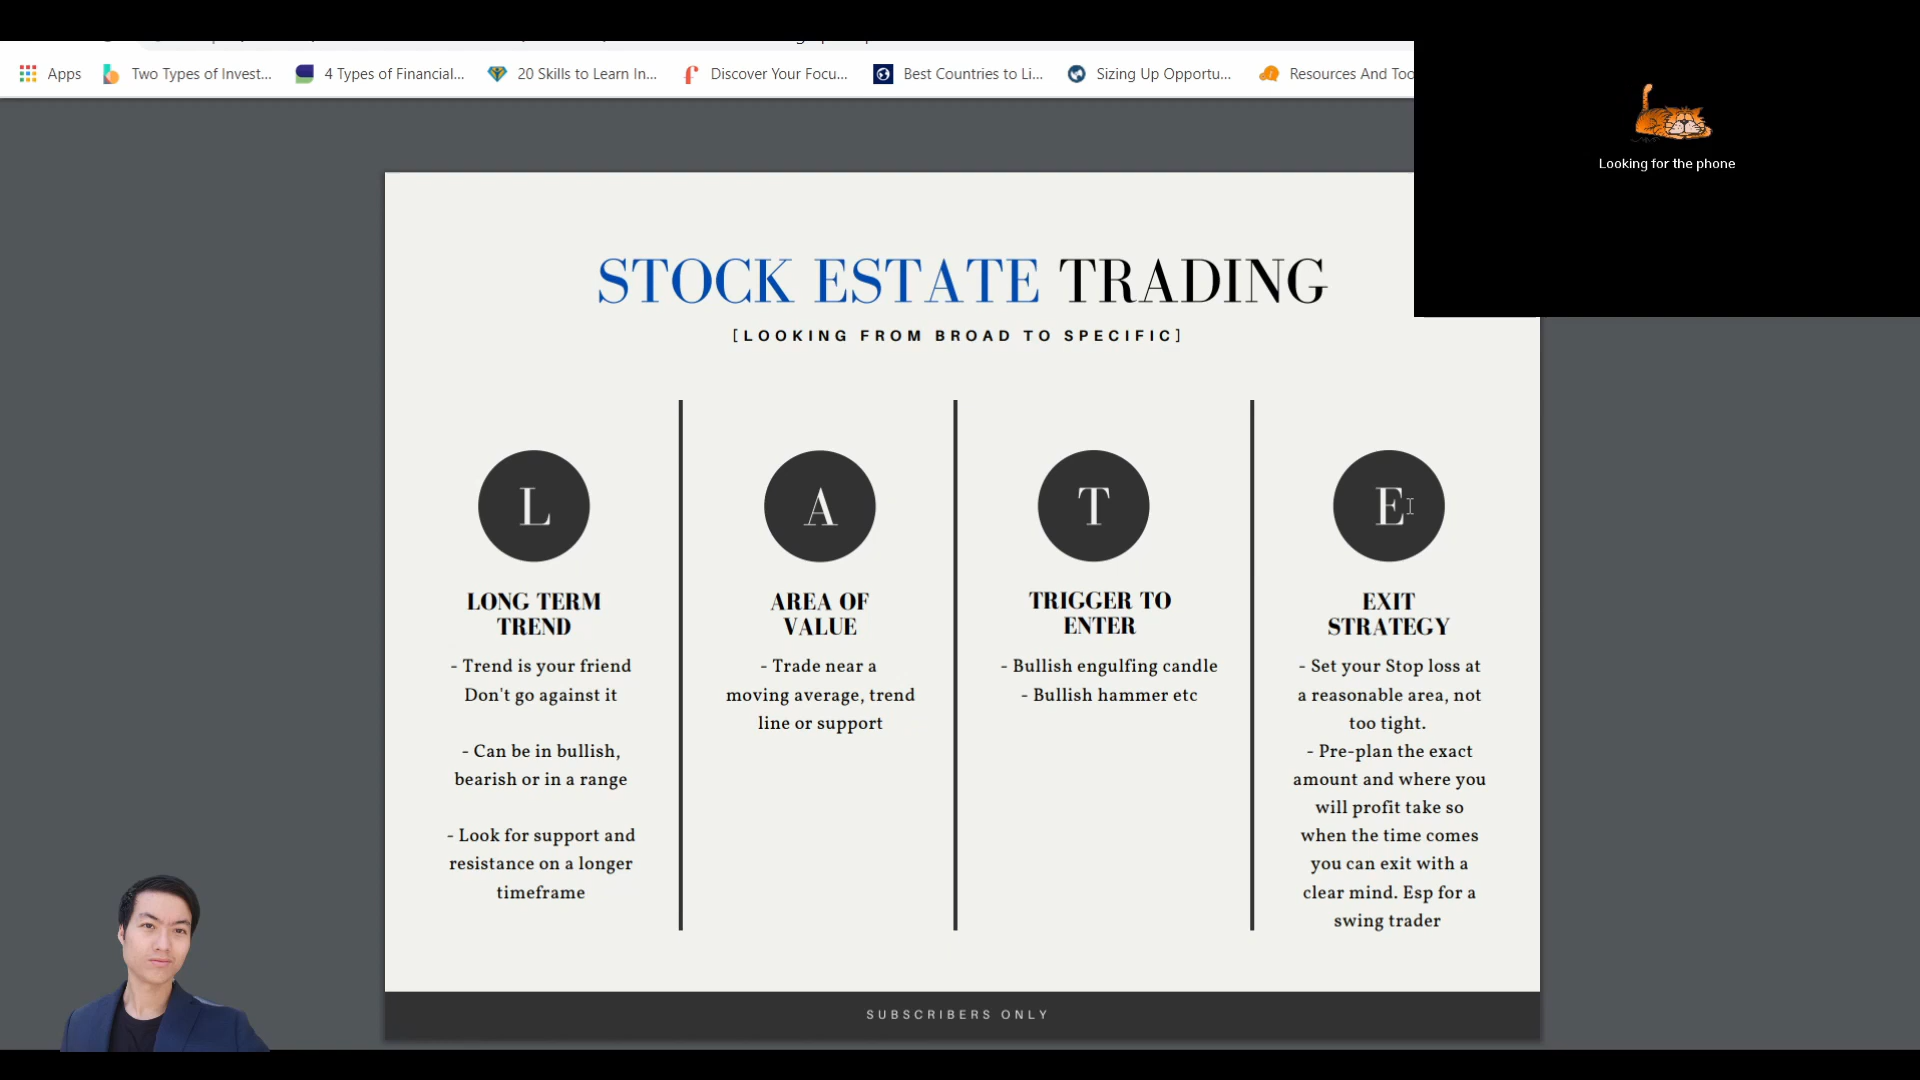 Apps
Two Types of Invest...
4 Types of Financial...
20 Skills to Learn In...
Discover Your Focu...
Best Countries to Li...
Sizing Up Opportu...
Resources And Too
Looking for the phone
STOCK ESTATE TRADING
[LOOKING FROM BROAD TO SPECIFIC]
L
LONG TERM
TREND
- Trend is your friend
Don't go against it
- Can be in bullish,
bearish or in a range
- Look for support and
resistance on a longer
timeframe
A
AREA OF
VALUE
- Trade near a
moving average, trend
line or support
T
TRIGGER TO
ENTER
- Bullish engulfing candle
- Bullish hammer etc
E
EXIT
STRATEGY
- Set your Stop loss at
a reasonable area, not
too tight.
- Pre-plan the exact
amount and where you
will profit take so
when the time comes
you can exit with a
clear mind. Esp for a
swing trader
SUBSCRIBERS ONLY